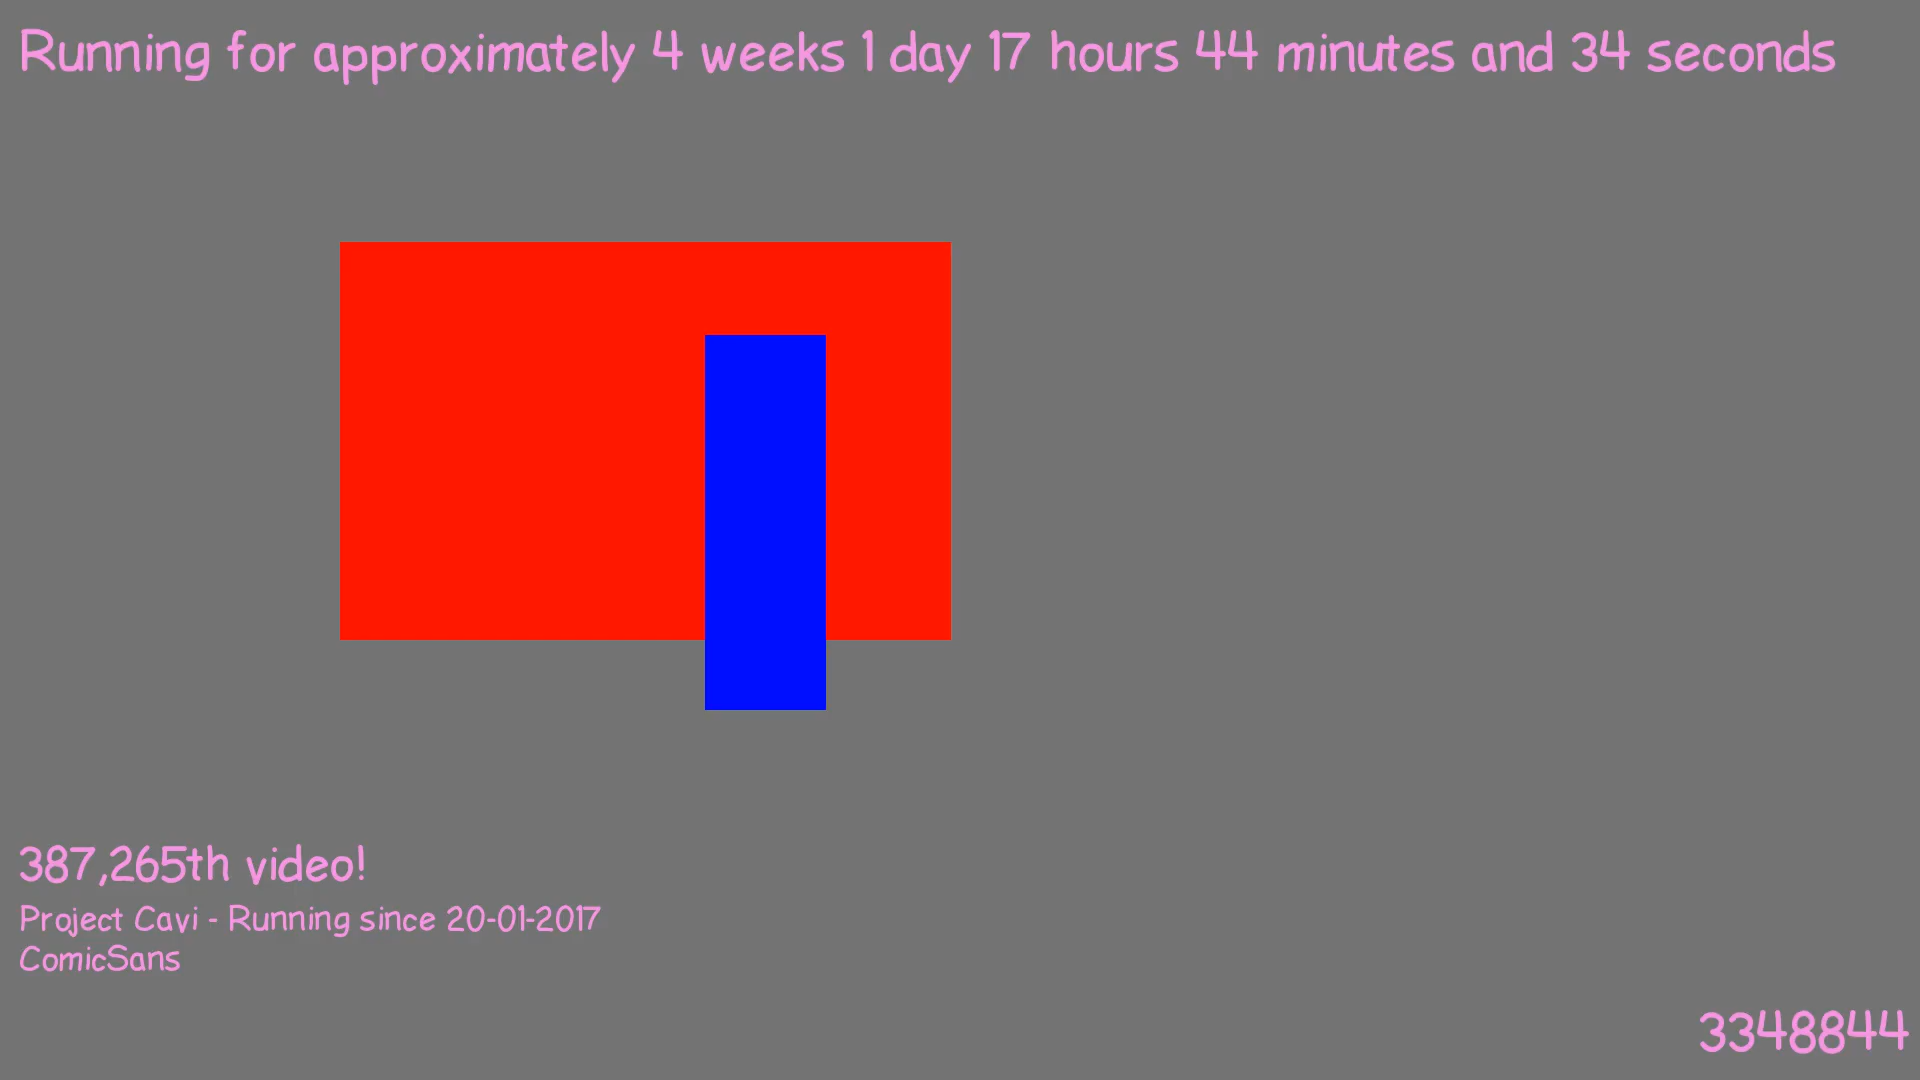 Running for approximately 4 weeks 1 day 17 hours 44 minutes and 34 seconds
387,265th video!
Project Cavi - Running since 20-01-2017
ComicSans
3348844